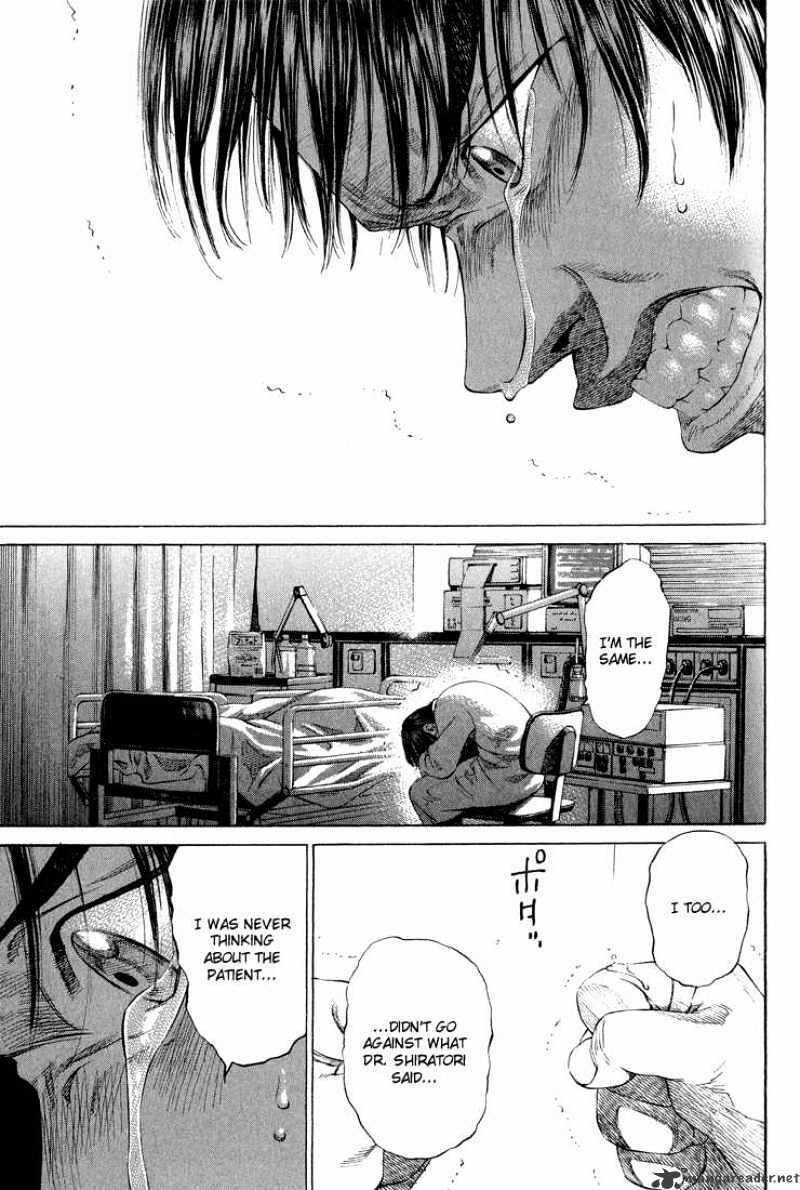 I'M THE
SAME...
I TOO...
ポタ"
...DIDN'T GO
AGAINST WHAT
DR. SHIRATORI
SAID...
I WAS NEVER
THINKING
ABOUT THE
PATIENT...
mangareader.net